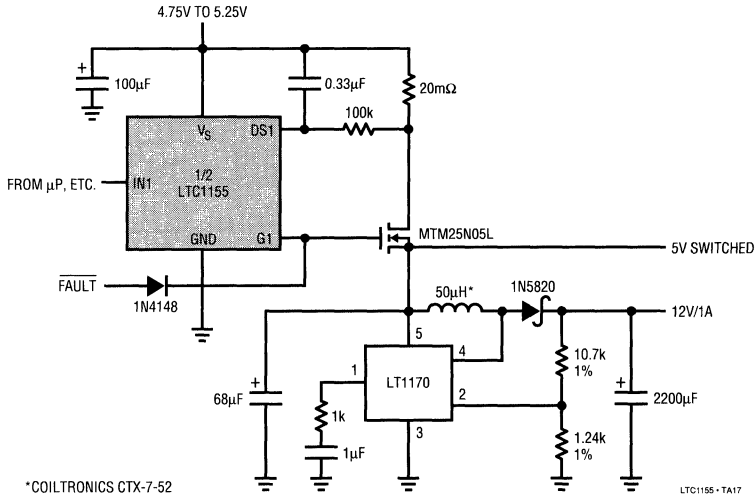 4.75V TO 5.25V
+
100µF
0.33µF
20mΩ
100k
VS
DS1
1/2
LTC1155
FROM µP, ETC.
IN1
GND
G1
MTM25N05L
5V SWITCHED
FAULT
1N4148
50µH*
1N5820
12V/1A
5
4
10.7k
1%
1
LT1170
2
+
68µF
1k
+
2200µF
3
1.24k
1%
1µF
*COILTRONICS CTX-7-52
LTC1155 • TA17